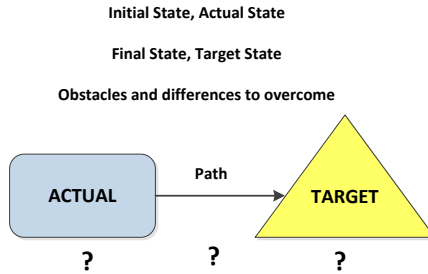 Initial State, Actual State
Final State, Target State
Obstacles and differences to overcome
Path
ACTUAL
TARGET
? ? ?